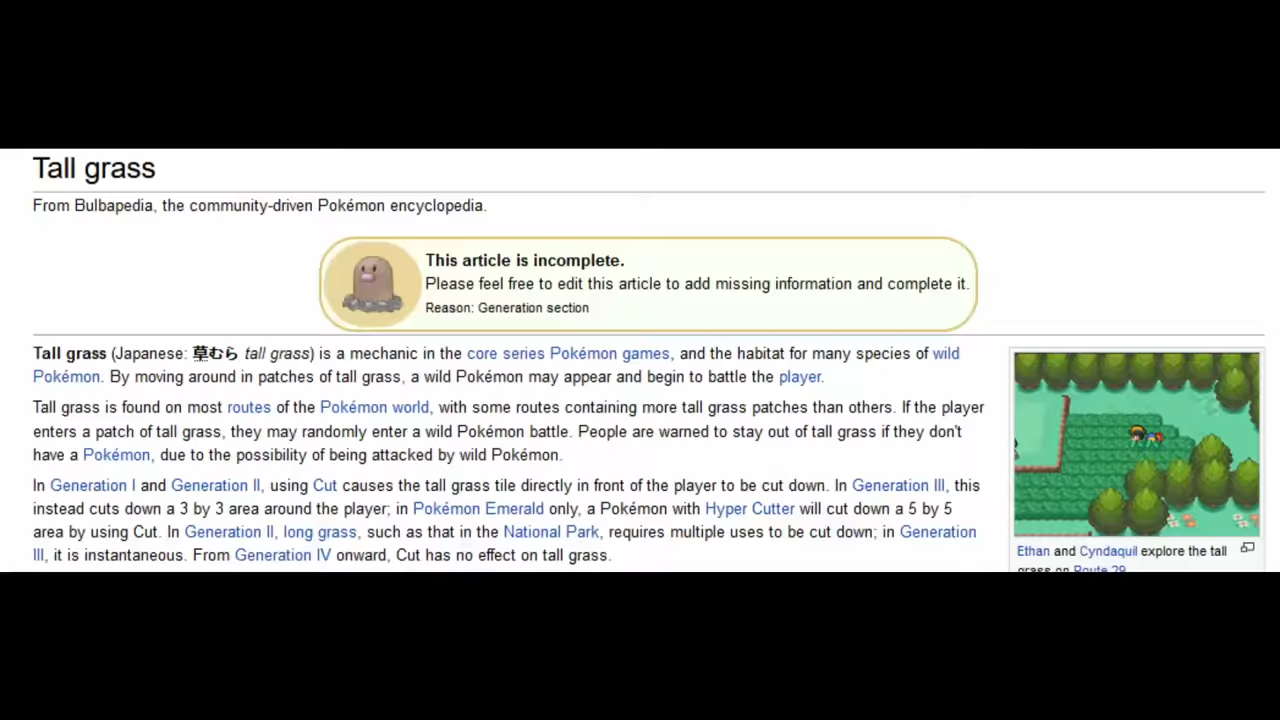 Tall grass
From Bulbapedia, the community-driven Pokémon encyclopedia.
This article is incomplete.
Please feel free to edit this article to add missing information and complete it.
Reason: Generation section
Tall grass (Japanese: 草むら tall grass) is a mechanic in the core series Pokémon games, and the habitat for many species of wild
Pokémon. By moving around in patches of tall grass, a wild Pokémon may appear and begin to battle the player.
Tall grass is found on most routes of the Pokémon world, with some routes containing more tall grass patches than others. If the player
enters a patch of tall grass, they may randomly enter a wild Pokémon battle. People are warned to stay out of tall grass if they don't
have a Pokémon, due to the possibility of being attacked by wild Pokémon.
In Generation I and Generation II, using Cut causes the tall grass tile directly in front of the player to be cut down. In Generation III, this
instead cuts down a 3 by 3 area around the player; in Pokémon Emerald only, a Pokémon with Hyper Cutter will cut down a 5 by 5
area by using Cut. In Generation II, long grass, such as that in the National Park, requires multiple uses to be cut down; in Generation
III, it is instantaneous. From Generation IV onward, Cut has no effect on tall grass.
Ethan and Cyndaquil explore the tall
grass on Route 29